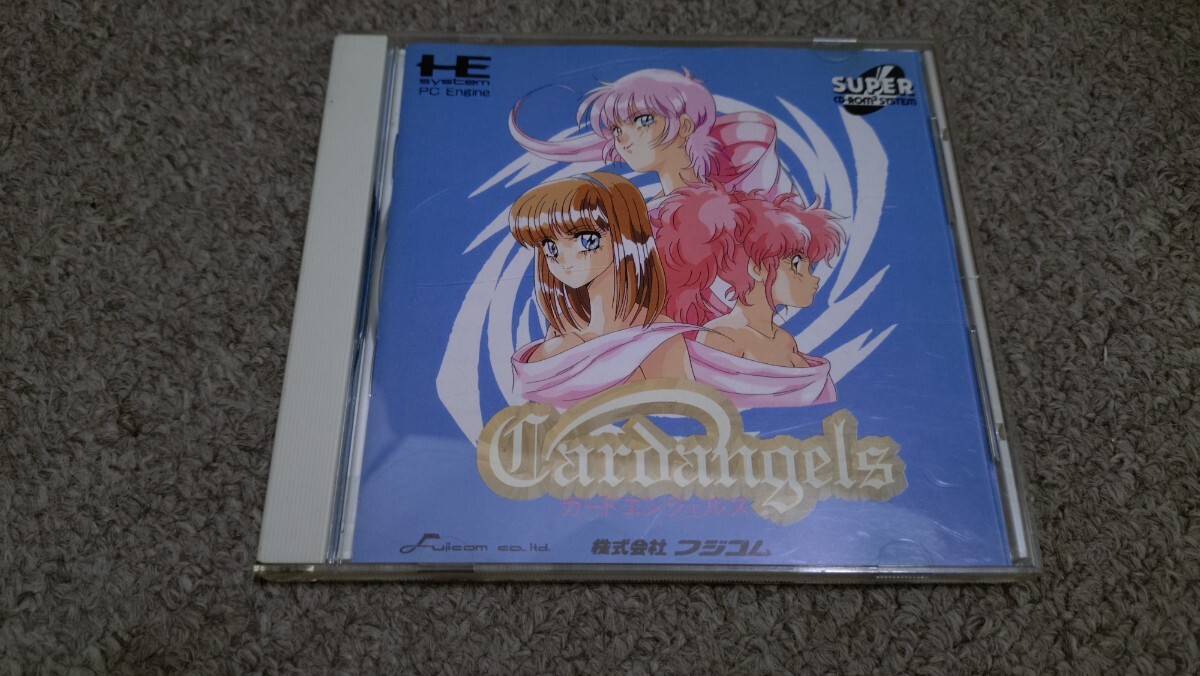 HE
system
PC Engine
SUPER
CD-ROM² SYSTEM
Cardangels
カードエンジェルス
Fujicom co., ltd.
株式会社 フジコム